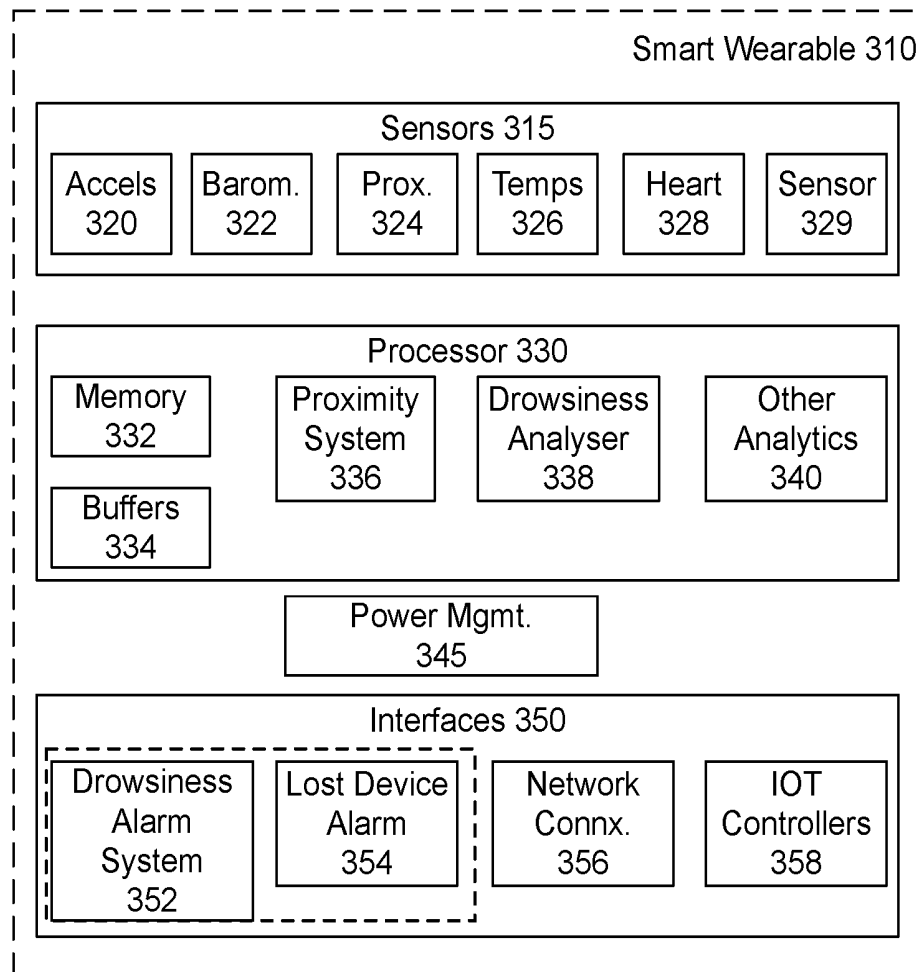 Smart Wearable 310
Sensors 315
Accels
320
Barom.
322
Prox.
324
Temps
326
Heart
328
Sensor
329
Processor 330
Memory
332
Buffers
334
Proximity
System
336
Drowsiness
Analyser
338
Other
Analytics
340
Power Mgmt.
345
Interfaces 350
Drowsiness
Alarm
System
352
Lost Device
Alarm
354
Network
Connx.
356
IOT
Controllers
358